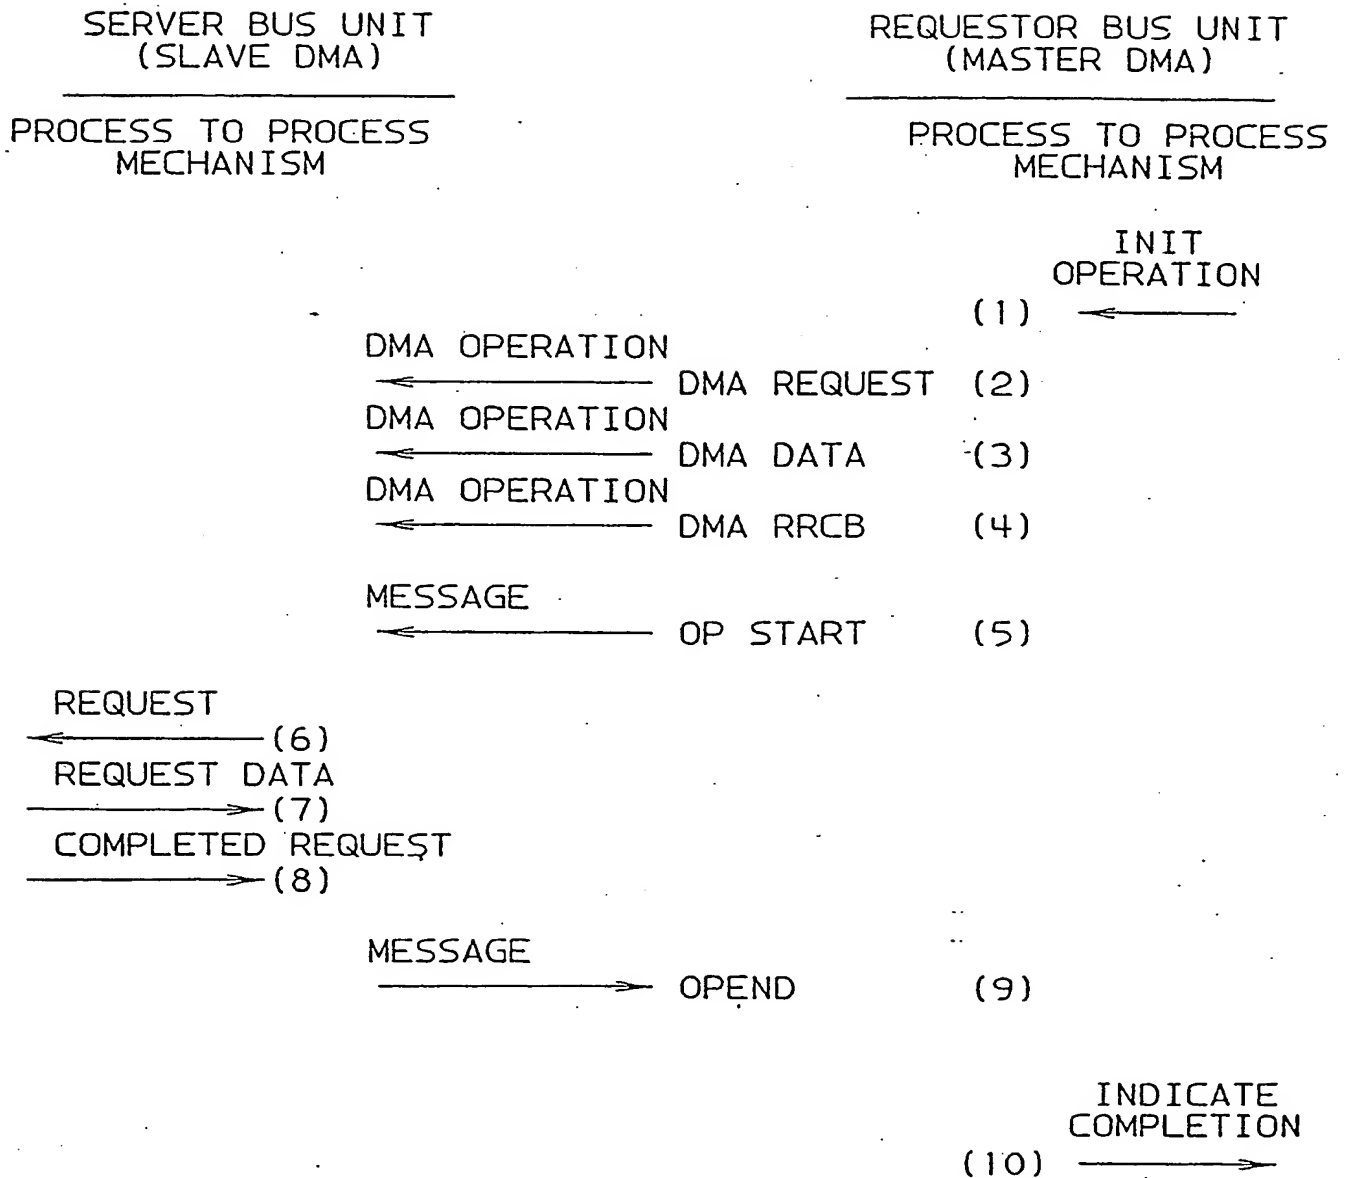 SERVER BUS UNIT
(SLAVE DMA)
REQUESTOR BUS UNIT
(MASTER DMA)
PROCESS TO PROCESS
MECHANISM
PROCESS TO PROCESS
MECHANISM
INIT
OPERATION
(1)
DMA OPERATION
DMA REQUEST (2)
DMA OPERATION
DMA DATA (3)
DMA OPERATION
DMA RRCB (4)
MESSAGE
OP START (5)
REQUEST
(6)
REQUEST DATA
(7)
COMPLETED REQUEST
(8)
MESSAGE
OPEND (9)
INDICATE
COMPLETION
(10)